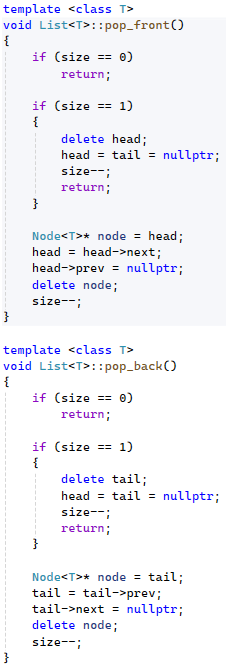 template <class T>
void List<T>::pop_front()
{
    if (size == 0)
        return;

    if (size == 1)
    {
        delete head;
        head = tail = nullptr;
        size--;
        return;
    }

    Node<T>* node = head;
    head = head->next;
    head->prev = nullptr;
    delete node;
    size--;
}

template <class T>
void List<T>::pop_back()
{
    if (size == 0)
        return;

    if (size == 1)
    {
        delete tail;
        head = tail = nullptr;
        size--;
        return;
    }

    Node<T>* node = tail;
    tail = tail->prev;
    tail->next = nullptr;
    delete node;
    size--;
}